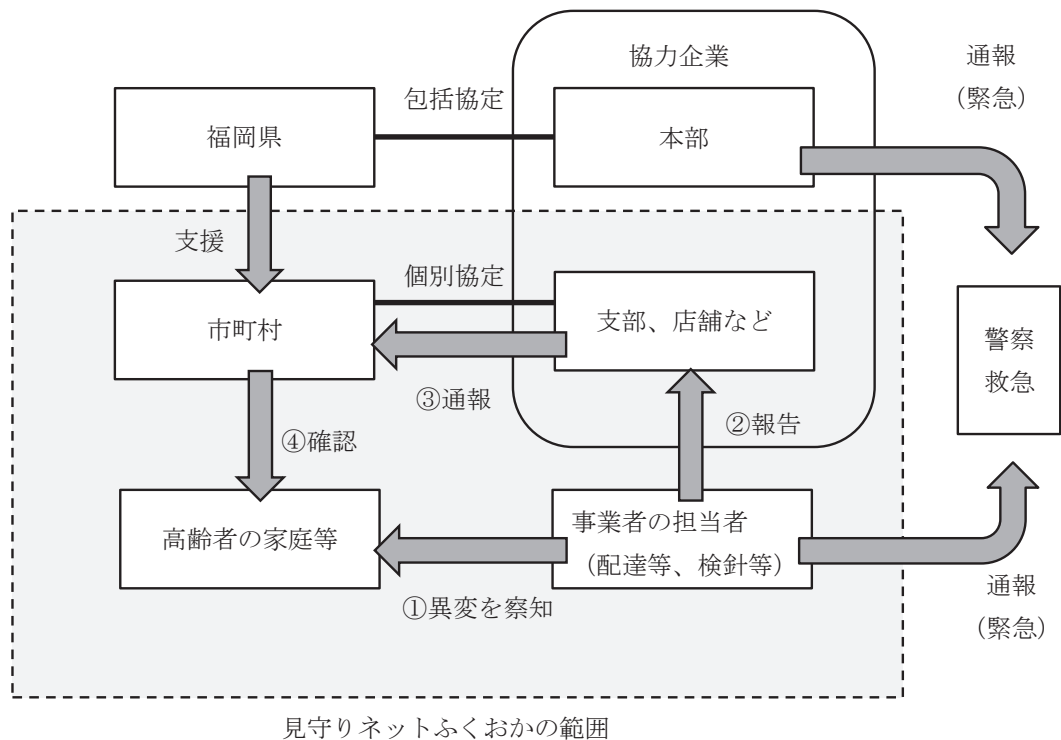 協力企業
通報
（緊急）
包括協定
福岡県
本部
支援
個別協定
市町村
支部、店舗など
警察
救急
③通報
②報告
④確認
高齢者の家庭等
事業者の担当者
（配達等、検針等）
①異変を察知
通報
（緊急）
見守りネットふくおかの範囲